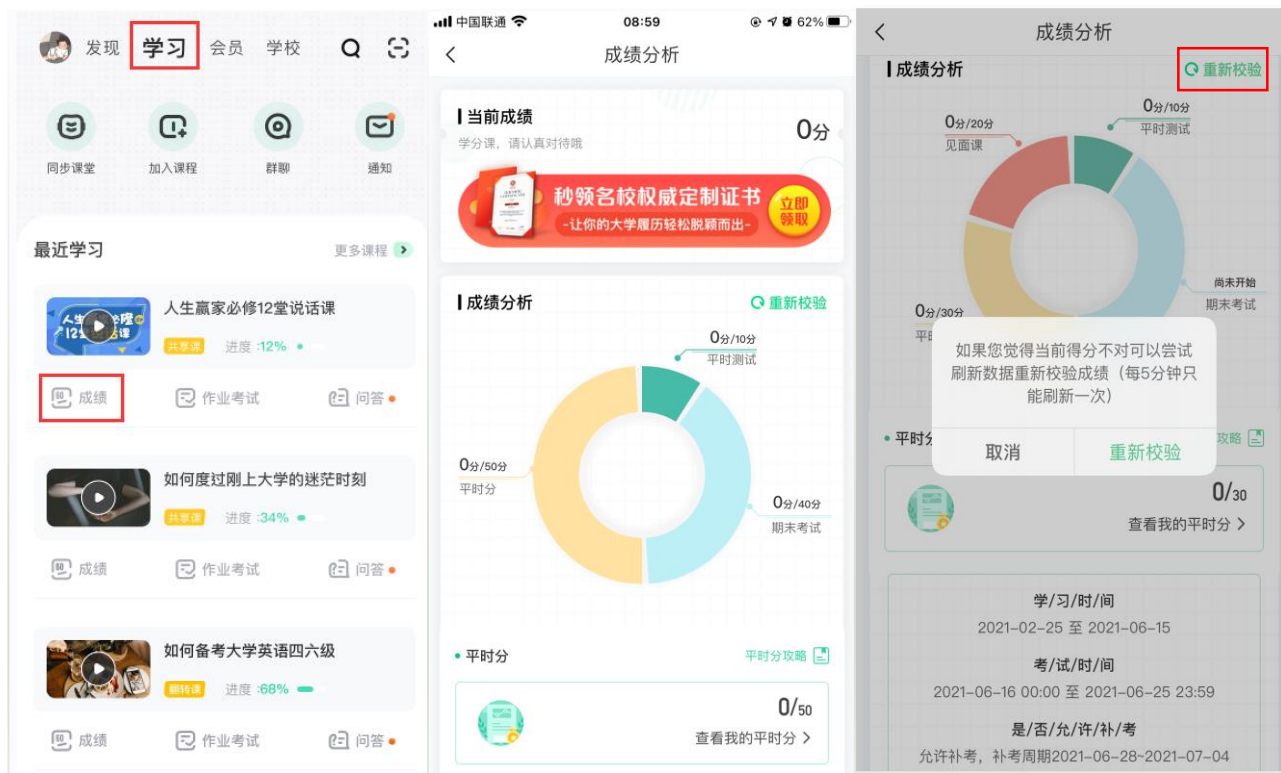 发现 学习 会员 学校
同步课堂 加入课程 群聊 通知
最近学习 更多课程
人生赢家必修12堂说话课
共享课 进度 :12%
成绩 作业考试 问答
如何度过刚上大学的迷茫时刻
共享课 进度 :34%
成绩 作业考试 问答
如何备考大学英语四六级
翻转课 进度 :68%
成绩 作业考试 问答
中国联通 08:59 62%
成绩分析
当前成绩
学分课，请认真对待哦
0分
秒领名校权威定制证书
-让你的大学履历轻松脱颖而出-
立即
领取
成绩分析 重新校验
0分/10分
平时测试
0分/50分
平时分
0分/40分
期末考试
平时分 平时分攻略
0/50
查看我的平时分
成绩分析
成绩分析 重新校验
0分/10分
平时测试
0分/20分
见面课
尚未开始
期末考试
0分/30分
如果您觉得当前得分不对可以尝试
刷新数据重新校验成绩（每5分钟只
能刷新一次）
取消 重新校验
平时分 攻略
0/30
查看我的平时分
学/习/时/间
2021-02-25 至 2021-06-15
考/试/时/间
2021-06-16 00:00 至 2021-06-25 23:59
是/否/允/许/补/考
允许补考，补考周期2021-06-28~2021-07-04